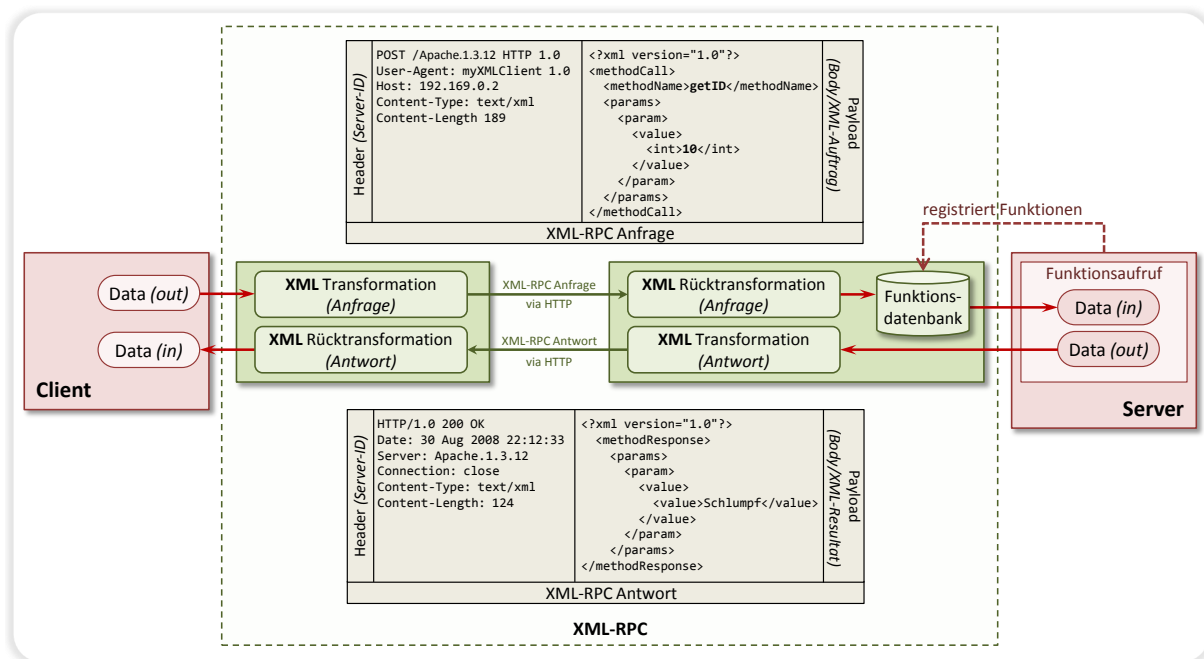 Header (Server-ID)
POST /Apache.1.3.12 HTTP 1.0
User-Agent: myXMLClient 1.0
Host: 192.169.0.2
Content-Type: text/xml
Content-Length 189
<?xml version="1.0"?>
<methodCall>
<methodName>getID</methodName>
<params>
<param>
<value>
<int>10</int>
</value>
</param>
</params>
</methodCall>
Payload
(Body/XML-Auftrag)
XML-RPC Anfrage
registriert Funktionen
Client
Data (out)
Data (in)
XML Transformation
(Anfrage)
XML Rücktransformation
(Antwort)
XML-RPC Anfrage
via HTTP
XML-RPC Antwort
via HTTP
XML Rücktransformation
(Anfrage)
XML Transformation
(Antwort)
Funktions-
datenbank
Funktionsaufruf
Data (in)
Data (out)
Server
Header (Server-ID)
HTTP/1.0 200 OK
Date: 30 Aug 2008 22:12:33
Server: Apache.1.3.12
Connection: close
Content-Type: text/xml
Content-Length: 124
<?xml version="1.0"?>
<methodResponse>
<params>
<param>
<value>
<value>Schlumpf</value>
</value>
</param>
</params>
</methodResponse>
Payload
(Body/XML-Resultat)
XML-RPC Antwort
XML-RPC